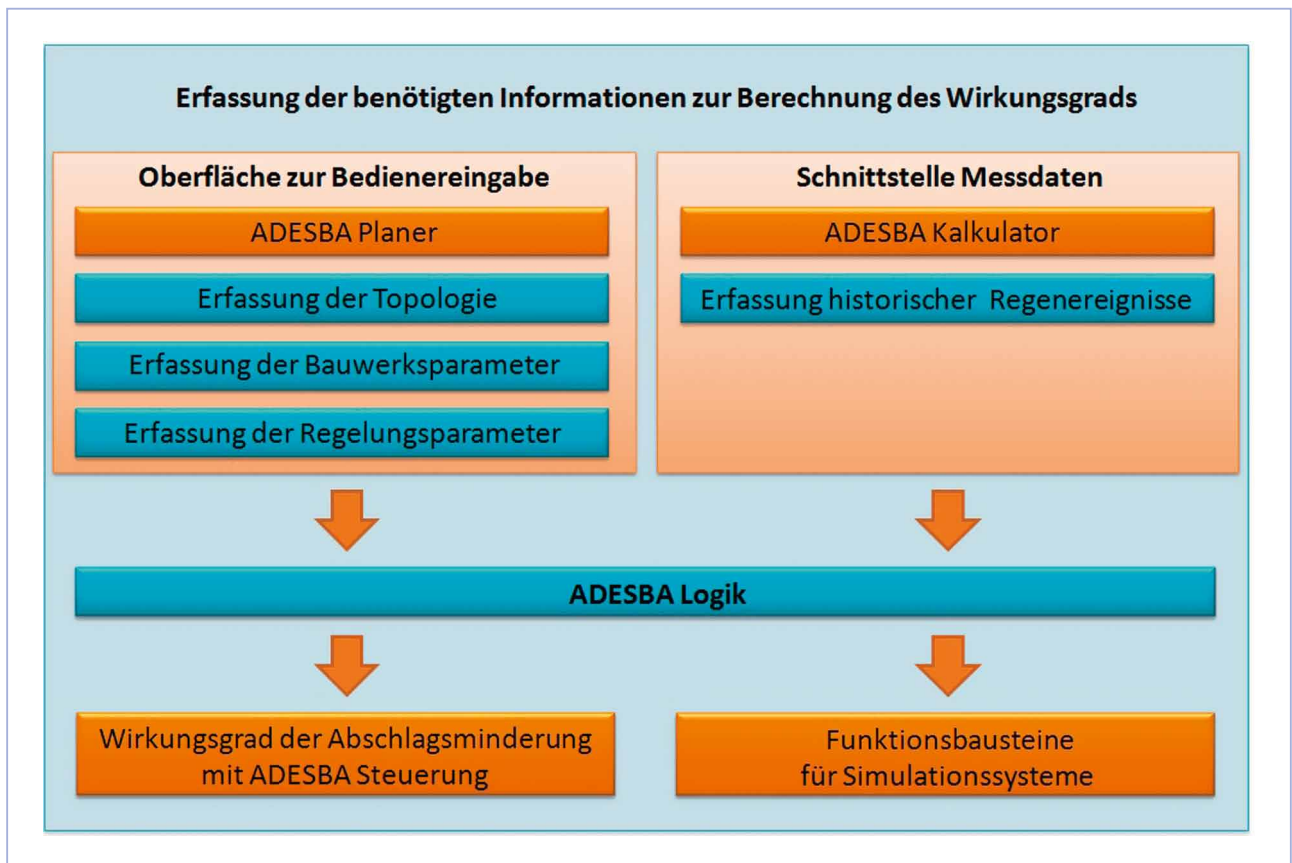 Erfassung der benötigten Informationen zur Berechnung des Wirkungsgrads
Oberfläche zur Bedienereingabe
ADESBA Planer
Erfassung der Topologie
Erfassung der Bauwerksparameter
Erfassung der Regelungsparameter
Schnittstelle Messdaten
ADESBA Kalkulator
Erfassung historischer Regenereignisse
ADESBA Logik
Wirkungsgrad der Abschlagsminderung
mit ADESBA Steuerung
Funktionsbausteine
für Simulationssysteme